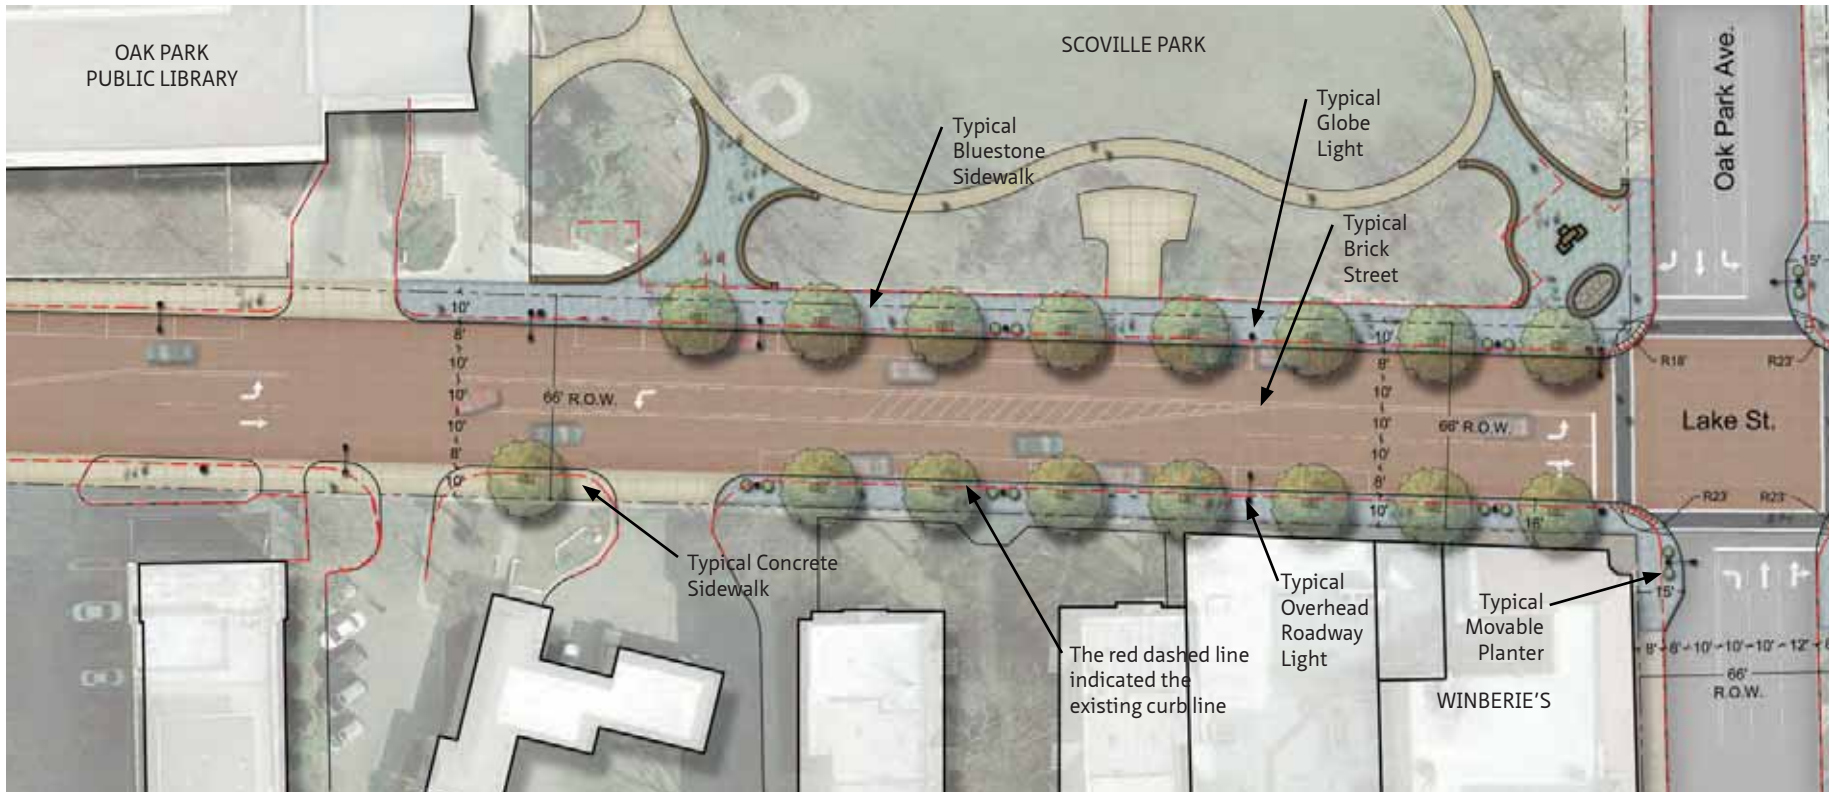 OAK PARK
PUBLIC LIBRARY
SCOVILLE PARK
Oak Park Ave.
Typical
Globe
Light
Typical
Bluestone
Sidewalk
Typical
Brick
Street
15'
10'
8'
10'
10'
10'
8'
10'
66' R.O.W.
10'
8'
10'
10'
10'
8'
10'
66' R.O.W.
R18'
R23'
Lake St.
R23'
R23'
16'
Typical Concrete
Sidewalk
The red dashed line
indicated the
existing curb line
Typical
Overhead
Roadway
Light
Typical
Movable
Planter
15'
WINBERIE'S
8' 8' 10' 10' 10' 12'
66'
R.O.W.